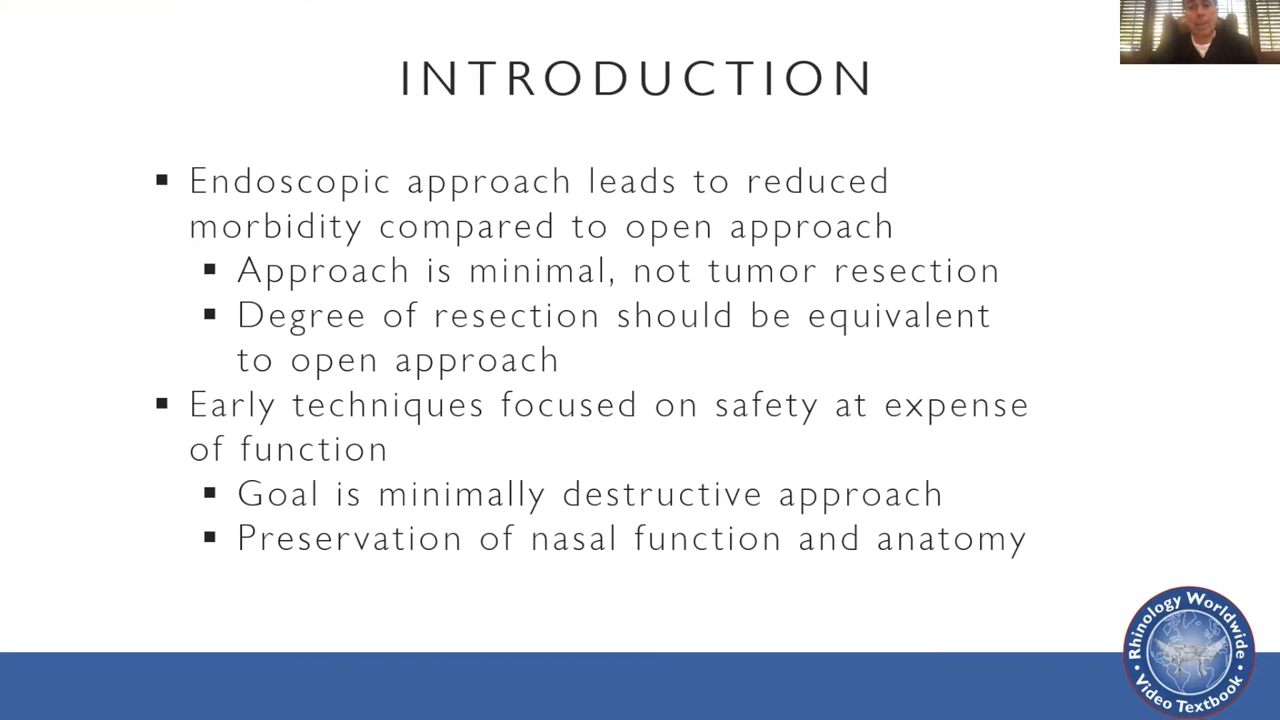 INTRODUCTION
▪ Endoscopic approach leads to reduced
morbidity compared to open approach
▪ Approach is minimal, not tumor resection
▪ Degree of resection should be equivalent
to open approach
▪ Early techniques focused on safety at expense
of function
▪ Goal is minimally destructive approach
▪ Preservation of nasal function and anatomy
Rhinology Worldwide
• Video Textbook •